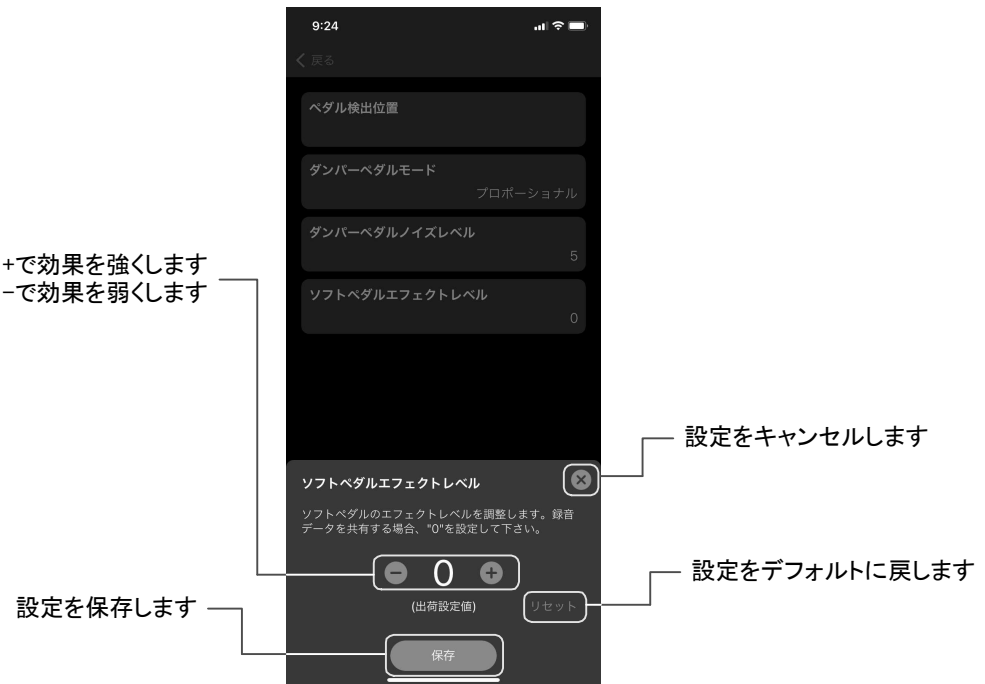 9:24
戻る
ペダル検出位置
ダンパーペダルモード
プロポーショナル
ダンパーペダルノイズレベル
5
ソフトペダルエフェクトレベル
0
+で効果を強くします
−で効果を弱くします
設定をキャンセルします
ソフトペダルエフェクトレベル
ソフトペダルのエフェクトレベルを調整します。録音
データを共有する場合、"0"を設定して下さい。
0
設定をデフォルトに戻します
(出荷設定値)
リセット
設定を保存します
保存